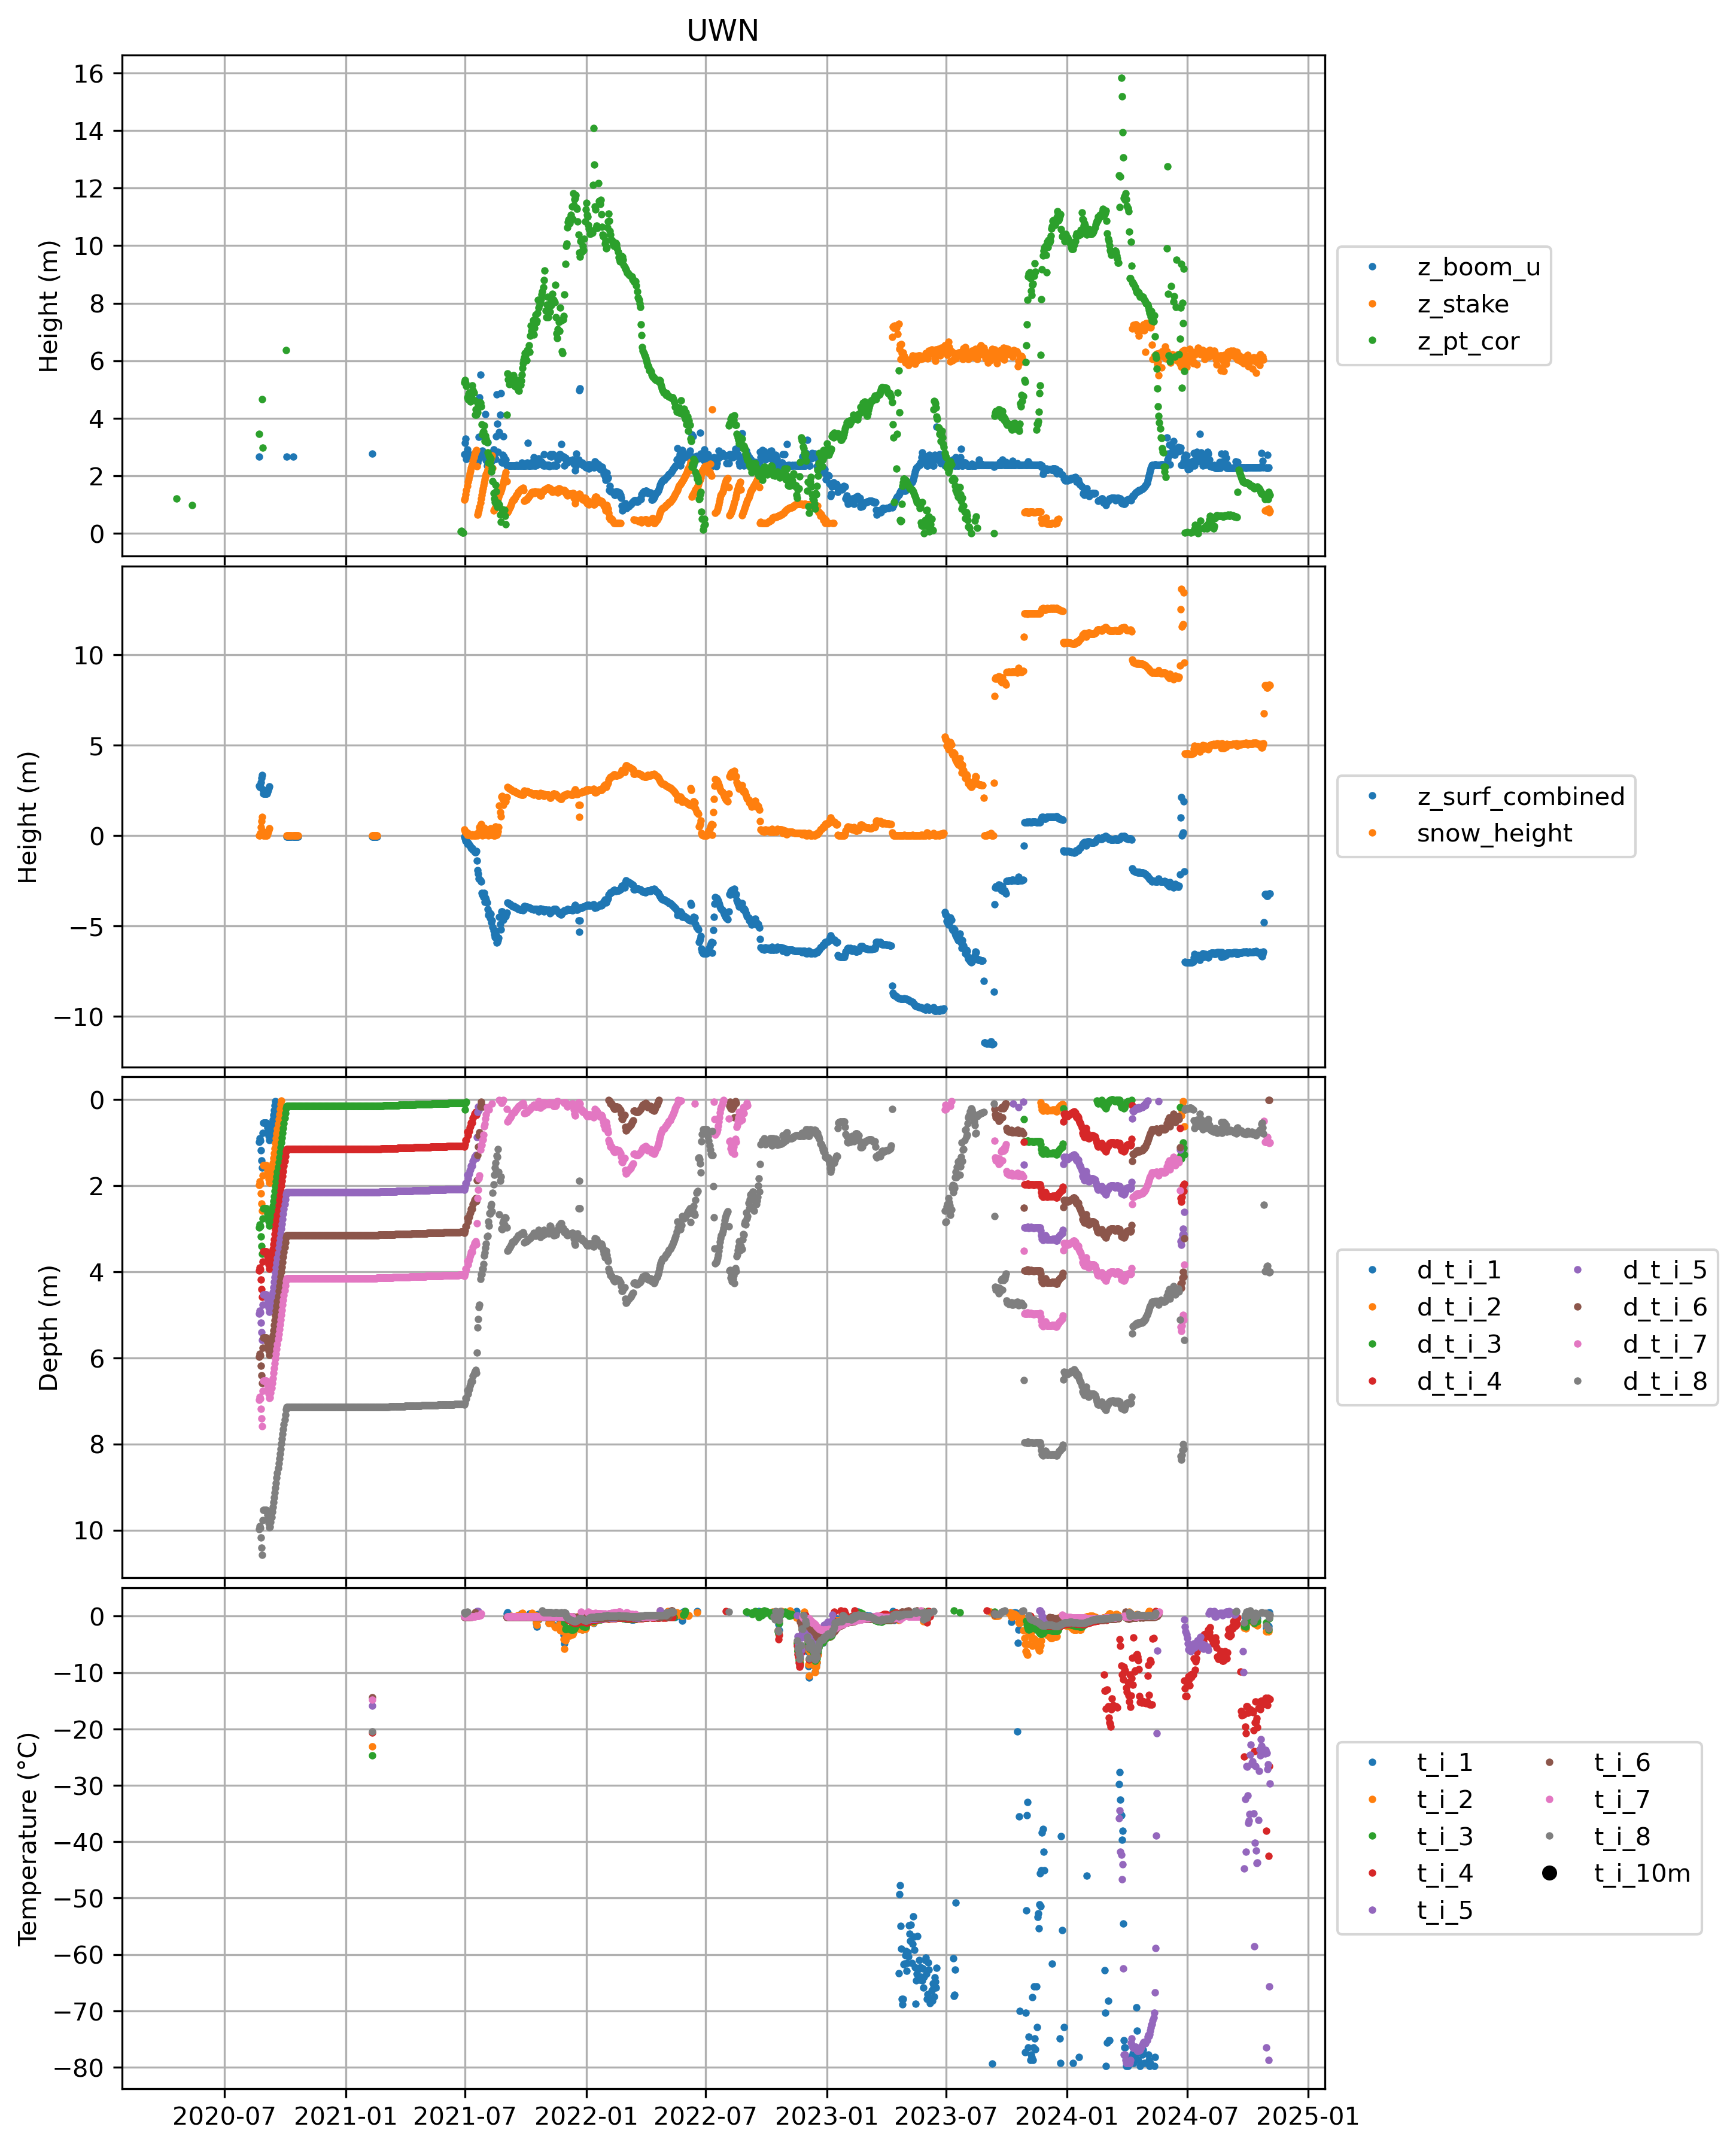 UWN
16
14
12
10
8
6
4
2
0
Height (m)
z_boom_u
z_stake
z_pt_cor
10
5
0
−5
−10
Height (m)
z_surf_combined
snow_height
0
2
4
6
8
10
Depth (m)
d_t_i_1
d_t_i_2
d_t_i_3
d_t_i_4
d_t_i_5
d_t_i_6
d_t_i_7
d_t_i_8
0
−10
−20
−30
−40
−50
−60
−70
−80
Temperature (°C)
t_i_1
t_i_2
t_i_3
t_i_4
t_i_5
t_i_6
t_i_7
t_i_8
t_i_10m
2020-07 2021-01 2021-07 2022-01 2022-07 2023-01 2023-07 2024-01 2024-07 2025-01